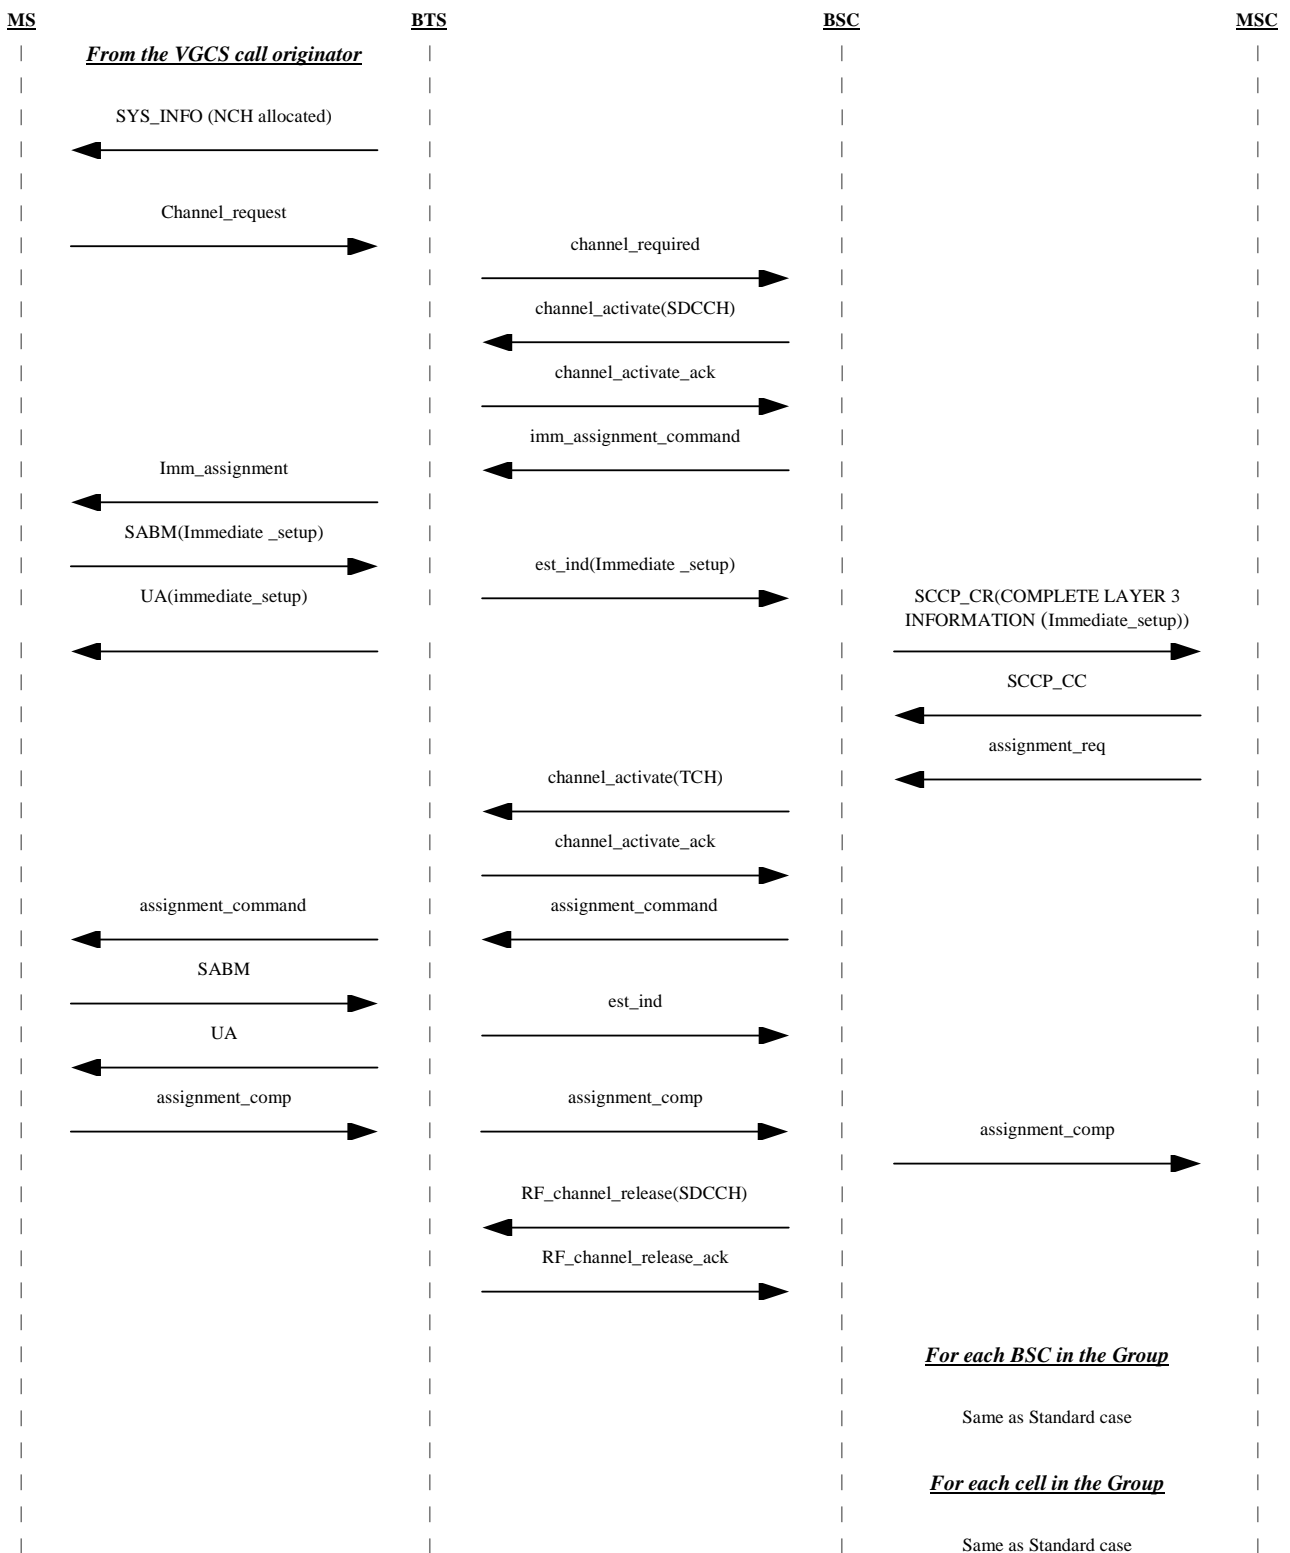 MS BTS BSC MSC
From the VGCS call originator
SYS_INFO (NCH allocated)
Channel_request
channel_required
channel_activate(SDCCH)
channel_activate_ack
imm_assignment_command
Imm_assignment
SABM(Immediate _setup)
est_ind(Immediate _setup)
UA(immediate_setup)
SCCP_CR(COMPLETE LAYER 3
INFORMATION (Immediate_setup))
SCCP_CC
assignment_req
channel_activate(TCH)
channel_activate_ack
assignment_command assignment_command
SABM
est_ind
UA
assignment_comp assignment_comp
assignment_comp
RF_channel_release(SDCCH)
RF_channel_release_ack
For each BSC in the Group
Same as Standard case
For each cell in the Group
Same as Standard case